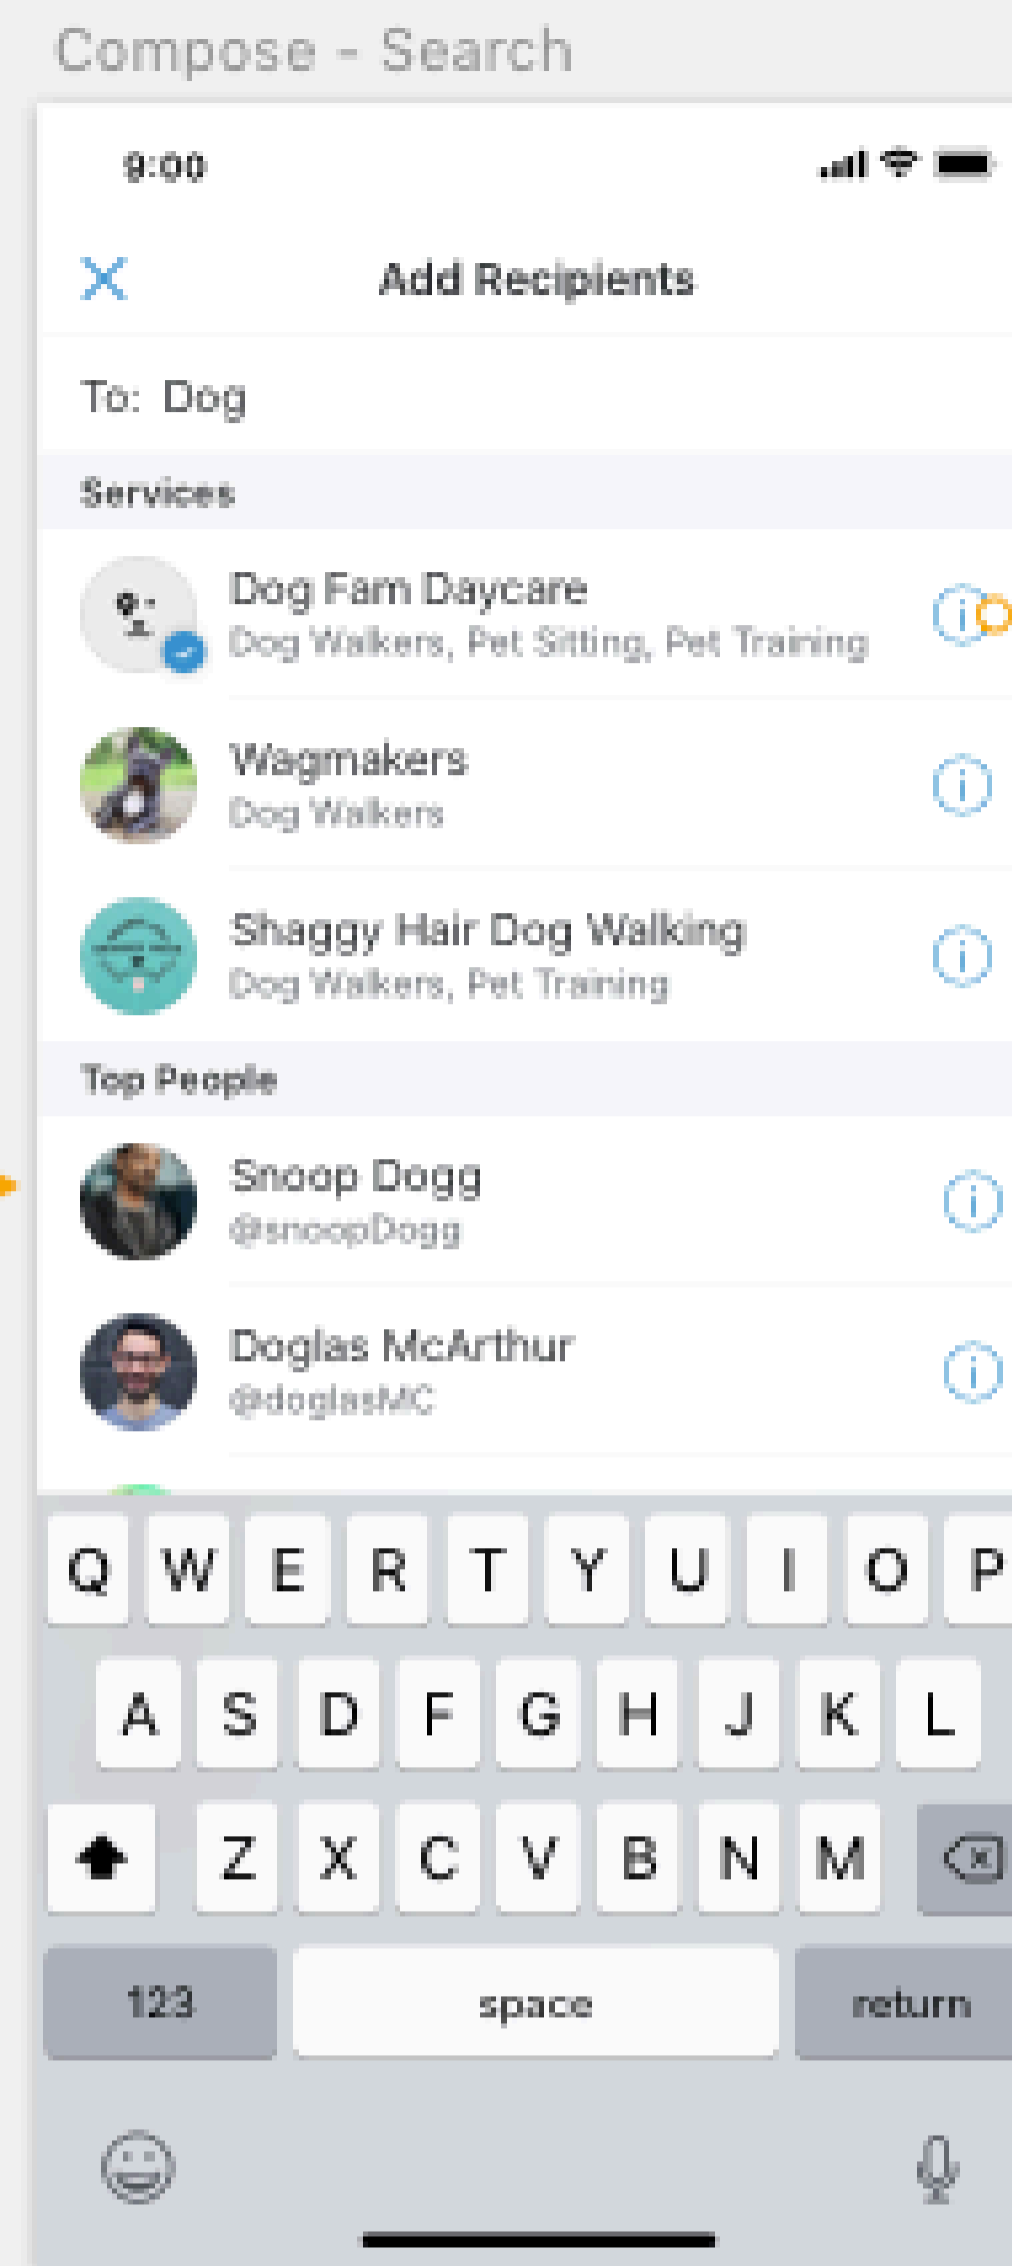 Compose - Search
9:00
Add Recipients
To: Dog
Services
Dog Fam Daycare
Dog Walkers, Pet Sitting, Pet Training
Wagmakers
Dog Walkers
Shaggy Hair Dog Walking
Dog Walkers, Pet Training
Top People
Snoop Dogg
@snoopDogg
Doglas McArthur
@doglasMC
Q W E R T Y U I O P
A S D F G H J K L
Z X C V B N M
123 space return